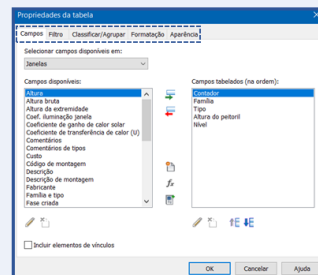 Propriedades da tabela
Campos Filtro Classificar/Agrupar Formatação Aparência
Selecionar campos disponíveis em:
Janelas
Campos disponíveis:
Altura
Altura bruta
Altura da extremidade
Coef. iluminação janela
Coeficiente de ganho de calor solar
Coeficiente de transferência de calor (U)
Comentários
Comentários de tipos
Custo
Código de montagem
Descrição
Descrição de montagem
Fabricante
Família e tipo
Fase criada
fx
Campos tabelados (na ordem):
Contador
Família
Tipo
Altura do peitoril
Nível
Incluir elementos de vínculos
OK Cancelar Ajuda